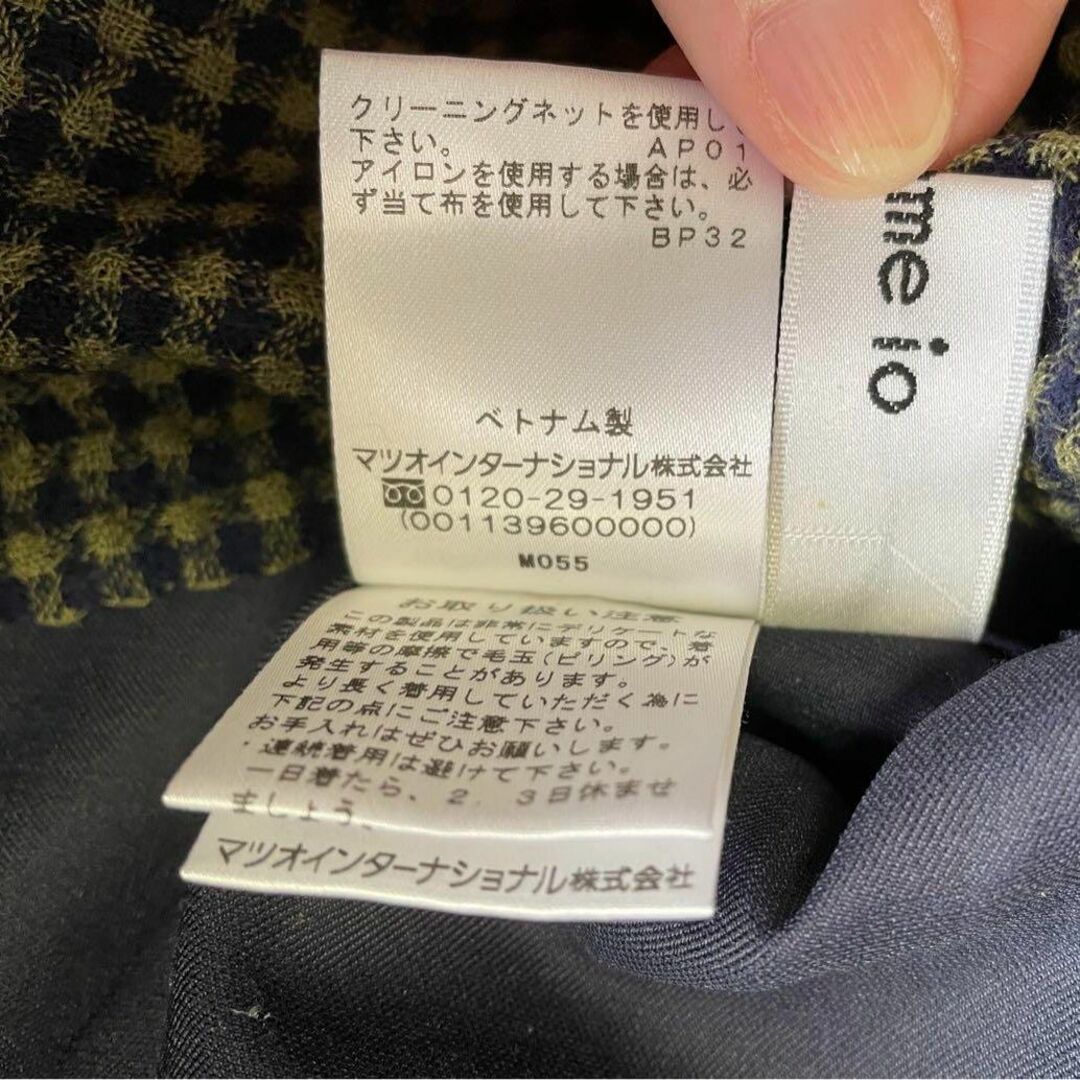 クリーニングネットを使用して
下さい。 AP01
アイロンを使用する場合は、必
ず当て布を使用して下さい。
BP32
ベトナム製
マツオインターナショナル株式会社
0120-29-1951
(001139600000)
M055
me io
お取り扱い注意
この製品は非常にデリケートな
素材を使用していますので、着
用等の摩擦で毛玉(ピリング)が
発生することがあります。
より長く着用していただく為に
下記の点にご注意下さい。
お手入れはぜひお願いします。
・連続着用は避けて下さい。
一日着たら、2、3日休ませ
ましょう。
マツオインターナショナル株式会社